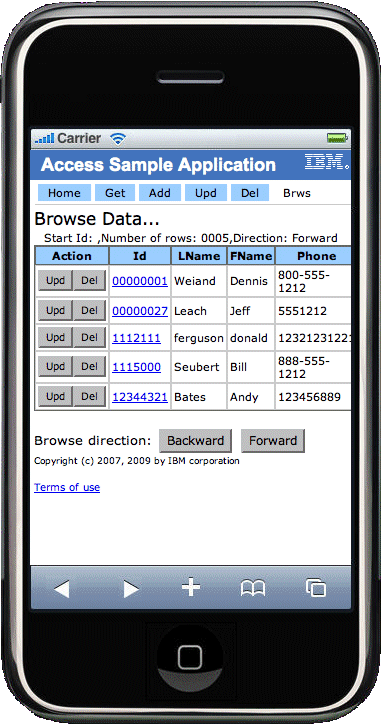 Carrier
Access Sample Application IBM.
Home Get Add Upd Del Brws
Browse Data...
Start Id: ,Number of rows: 0005,Direction: Forward
Action Id LName FName Phone
Upd Del 00000001 Weiand Dennis 800-555-
1212
Upd Del 00000027 Leach Jeff 5551212
Upd Del 1112111 ferguson donald 12321231221
Upd Del 1115000 Seubert Bill 888-555-
1212
Upd Del 12344321 Bates Andy 123456889
Browse direction: Backward Forward
Copyright (c) 2007, 2009 by IBM corporation
Terms of use